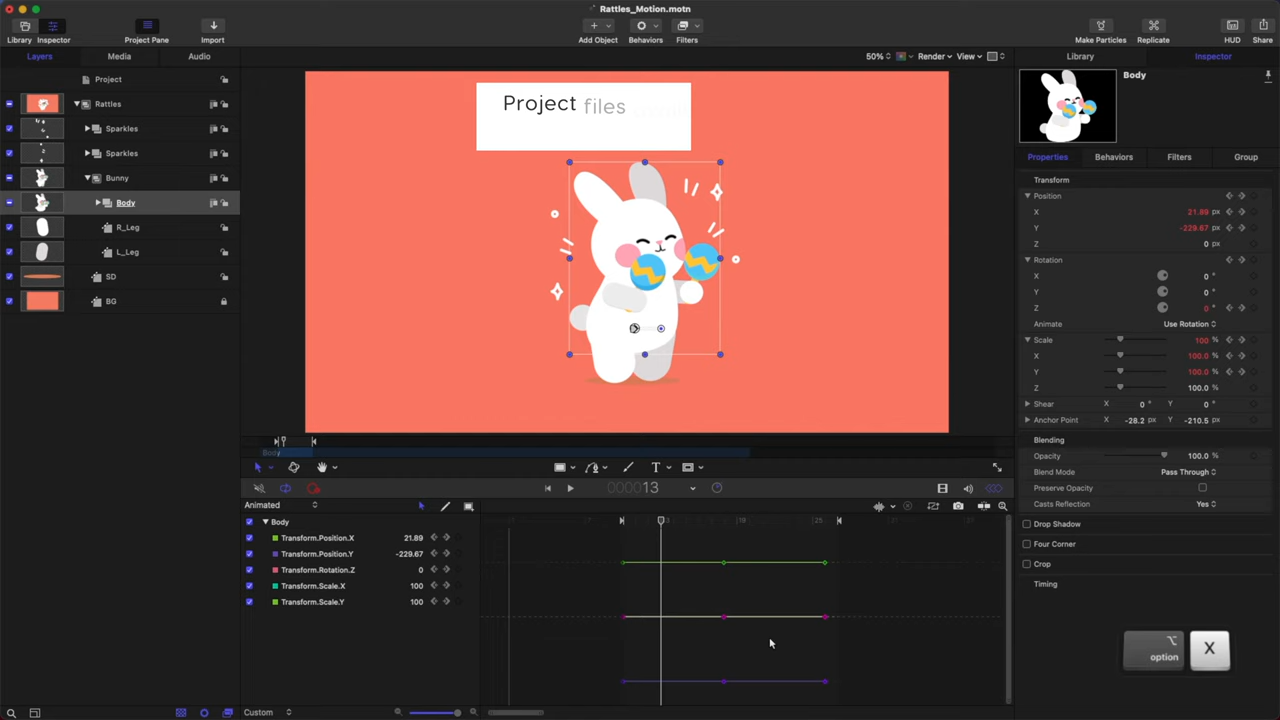 Rattles_Motion.motn
Library
Inspector
Project Pane
Import
Add Object
Behaviors
Filters
Make Particles
Replicate
HUD
Share
Layers
Media
Audio
50%
Render
View
Library
Inspector
Project
Rattles
Sparkles
Sparkles
Bunny
Body
R_Leg
L_Leg
SD
BG
Project files
Body
Properties
Behaviors
Filters
Group
Transform
Position
X 21.89 px
Y -229.67 px
Z 0 px
Rotation
X 0 °
Y 0 °
Z 0 °
Animate Use Rotation
Scale 100 %
X 100.0 %
Y 100.0 %
Z 100.0 %
Shear X 0 ° Y 0 °
Anchor Point -28.2 px -210.5 px
Blending
Opacity 100.0 %
Blend Mode Pass Through
Preserve Opacity
Casts Reflection Yes
Drop Shadow
Four Corner
Crop
Timing
Body
T
00000013
Animated
Body
Transform.Position.X 21.89
Transform.Position.Y -229.67
Transform.Rotation.Z 0
Transform.Scale.X 100
Transform.Scale.Y 100
19
25
31
Custom
⌥
option
X